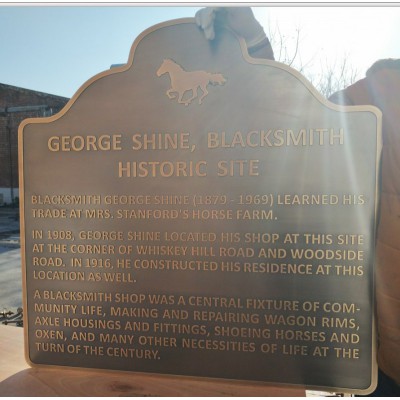 GEORGE SHINE, BLACKSMITH
HISTORIC SITE
BLACKSMITH GEORGE SHINE (1879 - 1969) LEARNED HIS
TRADE AT MRS. STANFORD'S HORSE FARM.
IN 1908, GEORGE SHINE LOCATED HIS SHOP AT THIS SITE
AT THE CORNER OF WHISKEY HILL ROAD AND WOODSIDE
ROAD. IN 1916, HE CONSTRUCTED HIS RESIDENCE AT THIS
LOCATION AS WELL.
A BLACKSMITH SHOP WAS A CENTRAL FIXTURE OF COM-
MUNITY LIFE, MAKING AND REPAIRING WAGON RIMS,
AXLE HOUSINGS AND FITTINGS, SHOEING HORSES AND
OXEN, AND MANY OTHER NECESSITIES OF LIFE AT THE
TURN OF THE CENTURY.